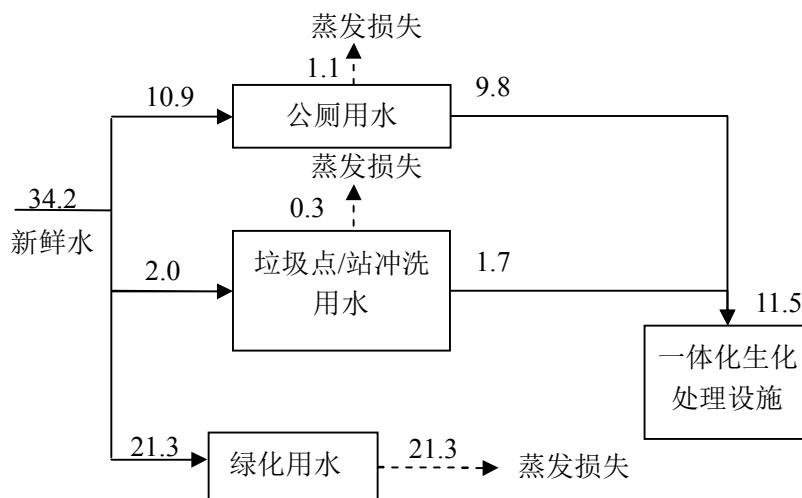 蒸发损失
1.1
10.9
公厕用水
9.8
蒸发损失
34.2
新鲜水
0.3
2.0
垃圾点/站冲洗
用水
1.7
11.5
一体化生化
处理设施
21.3
绿化用水
21.3
蒸发损失